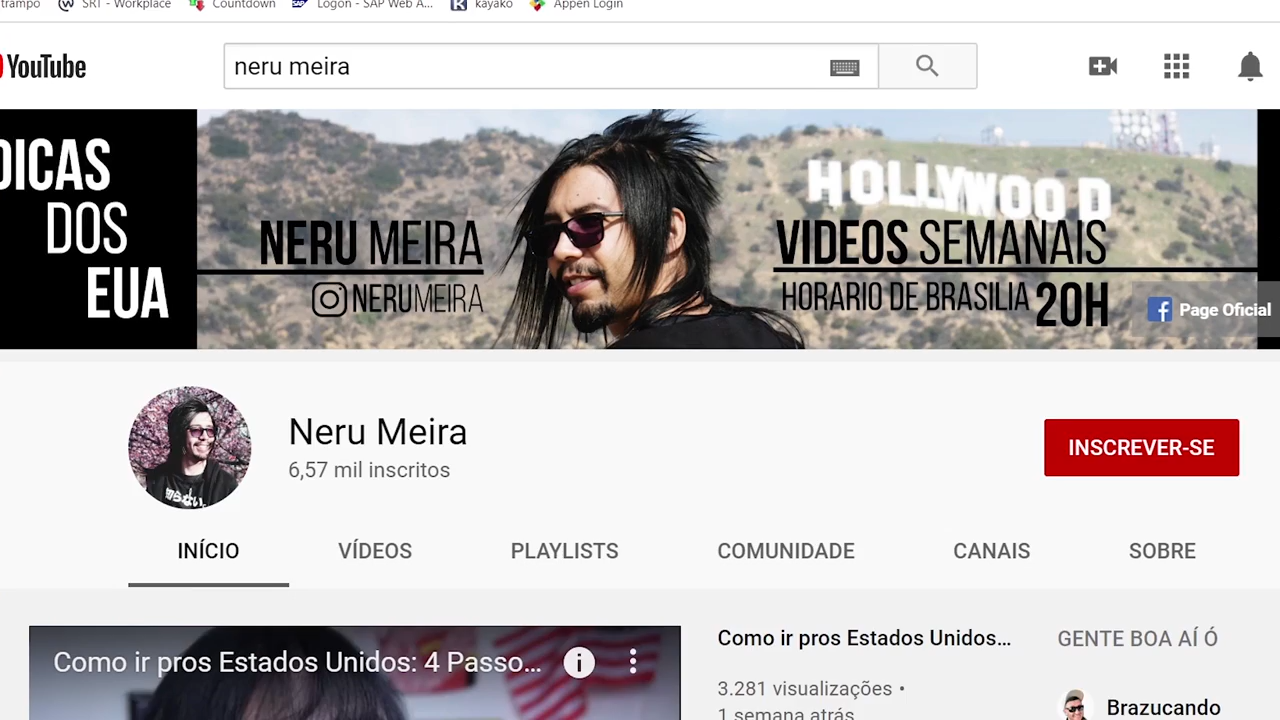 trampo
SRT - Workplace
Countdown
Logon - SAP Web A...
kayako
Appen Login
YouTube
neru meira
DICAS
DOS
EUA
NERU MEIRA
NERUMEIRA
HOLLYWOOD
VIDEOS SEMANAIS
HORARIO DE BRASILIA 20H
Page Oficial
Neru Meira
6,57 mil inscritos
INSCREVER-SE
INÍCIO
VÍDEOS
PLAYLISTS
COMUNIDADE
CANAIS
SOBRE
Como ir pros Estados Unidos: 4 Passo...
Como ir pros Estados Unidos...
3.281 visualizações •
1 semana atrás
GENTE BOA AÍ Ó
Brazucando